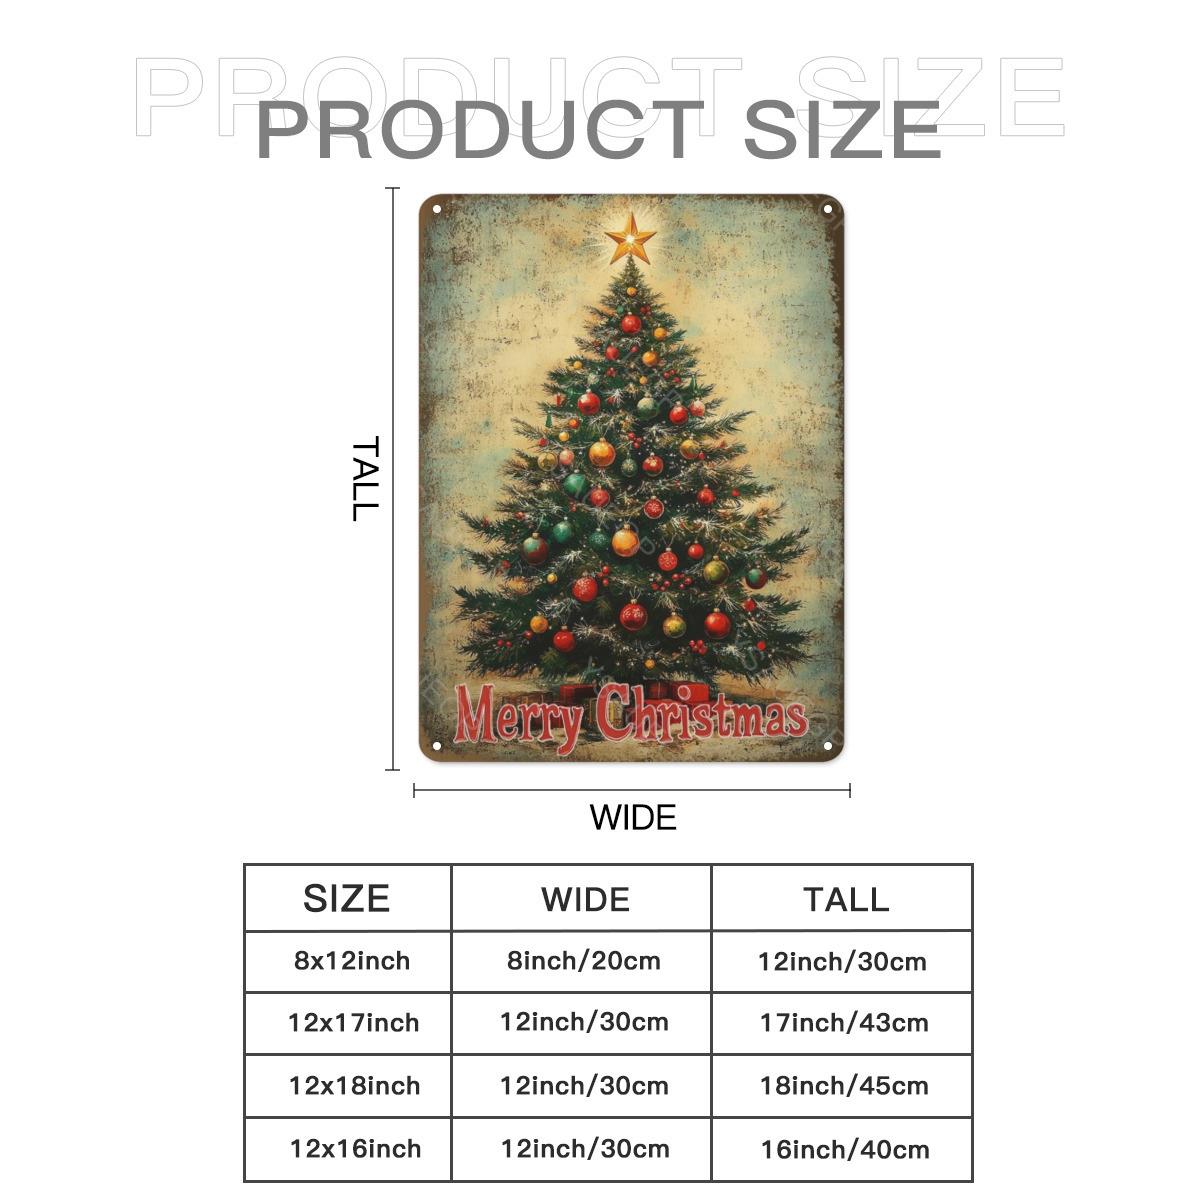 PRODUCT SIZE
PRODUCT SIZE
TALL
Merry Christmas
WIDE
SIZE WIDE TALL
8x12inch 8inch/20cm 12inch/30cm
12x17inch 12inch/30cm 17inch/43cm
12x18inch 12inch/30cm 18inch/45cm
12x16inch 12inch/30cm 16inch/40cm